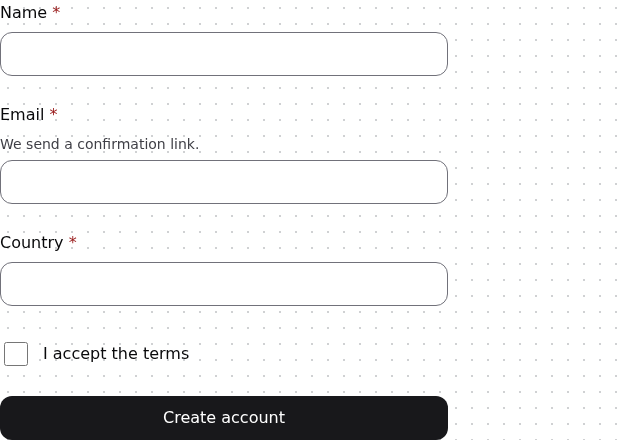 Name *
Email *
We send a confirmation link.
Country *
I accept the terms
Create account